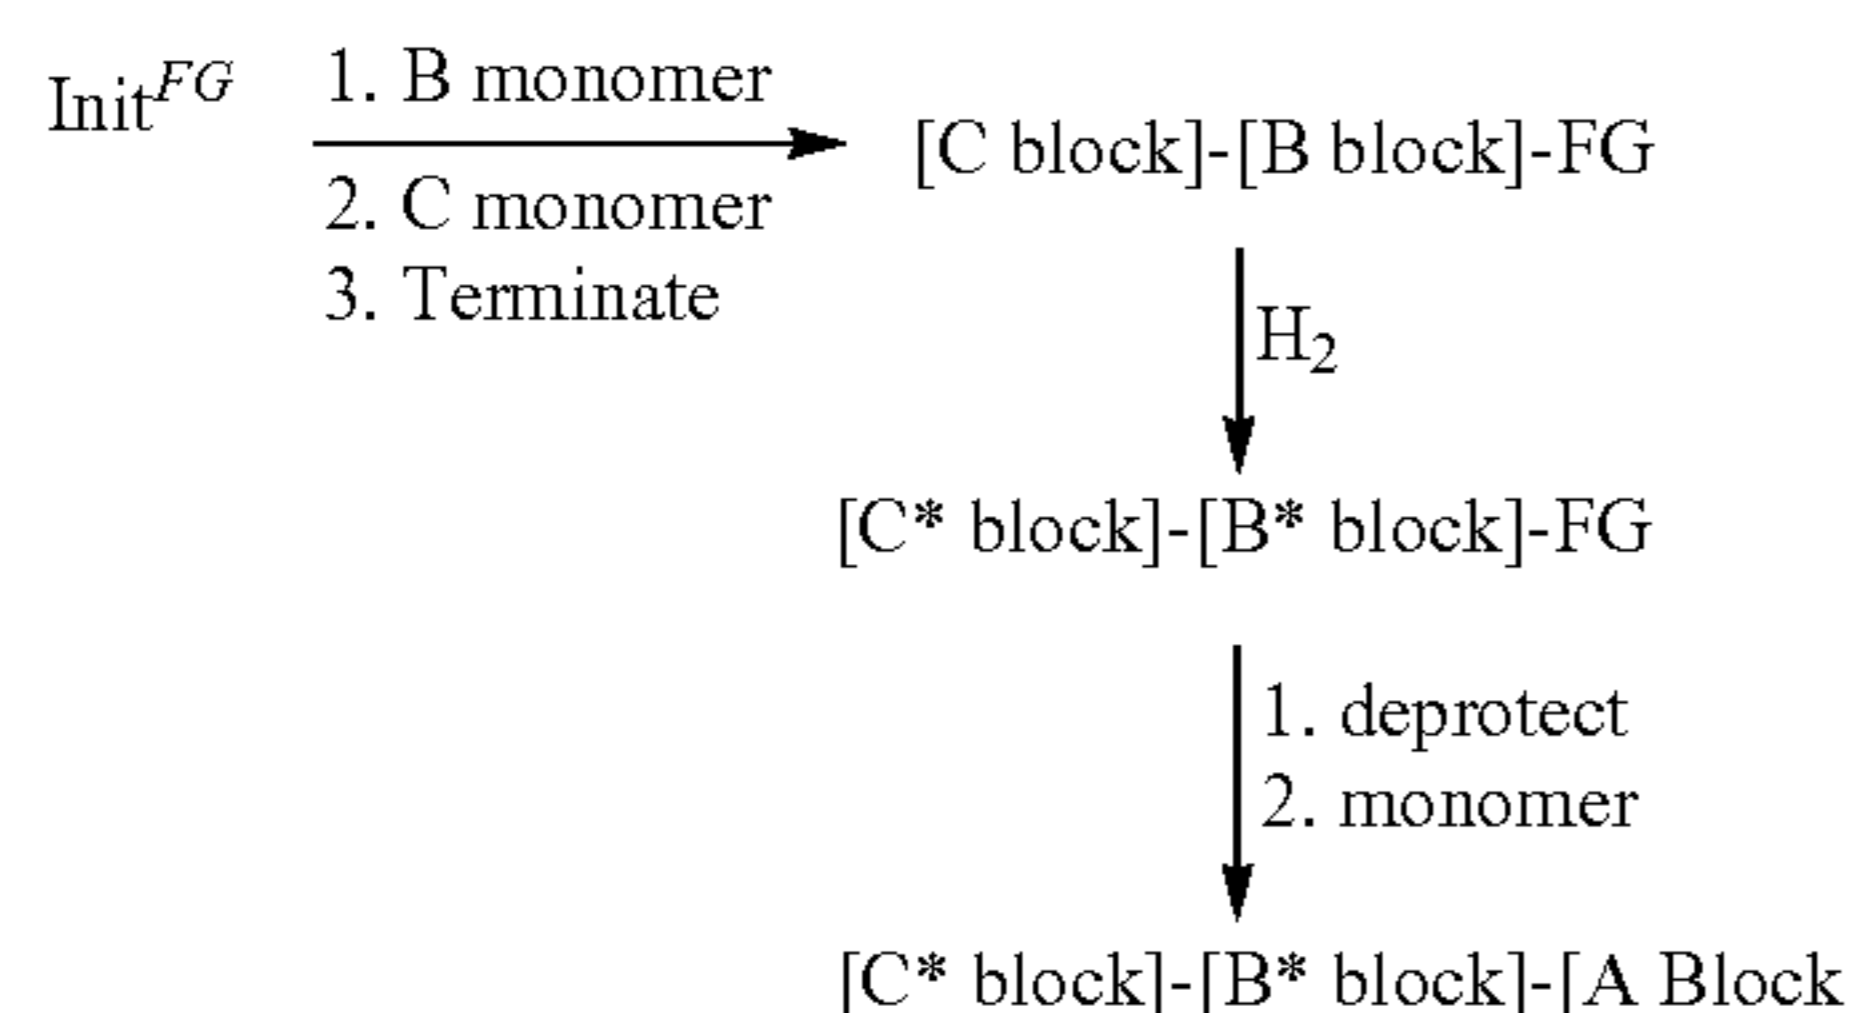 Init^FG
1. B monomer
2. C monomer
3. Terminate
[C block]-[B block]-FG
H₂
[C* block]-[B* block]-FG
1. deprotect
2. monomer
[C* block]-[B* block]-[A Block